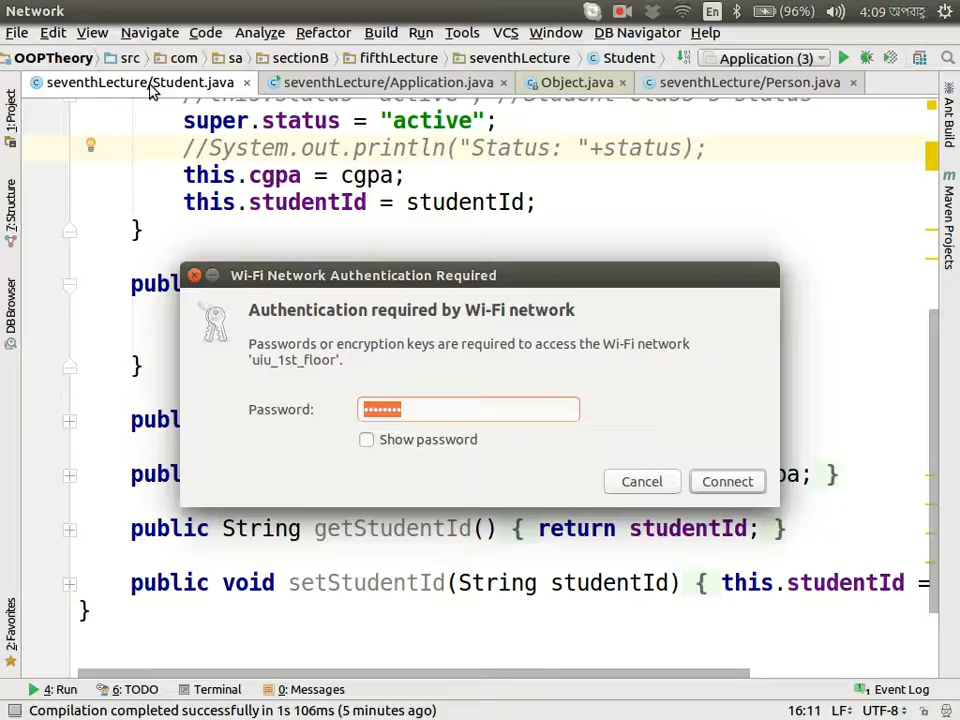 Network
En
(96%)
4:09 অপরাহ্ণ
File Edit View Navigate Code Analyze Refactor Build Run Tools VCS Window DB Navigator Help
OOPTheory src com sa sectionB fifthLecture seventhLecture Student Application (3)
seventhLecture/Student.java seventhLecture/Application.java Object.java seventhLecture/Person.java
super.status = "active";
//System.out.println("Status: "+status);
this.cgpa = cgpa;
this.studentId = studentId;
}
publ
}
publ
publ pa; }
public String getStudentId() { return studentId; }
public void setStudentId(String studentId) { this.studentId =
}
Wi-Fi Network Authentication Required
Authentication required by Wi-Fi network
Passwords or encryption keys are required to access the Wi-Fi network
'uiu_1st_floor'.
Password: ••••••••
Show password
Cancel Connect
1: Project
7: Structure
DB Browser
2: Favorites
Ant Build
Maven Projects
4: Run 6: TODO Terminal 0: Messages 1 Event Log
Compilation completed successfully in 1s 106ms (5 minutes ago) 16:11 LF UTF-8